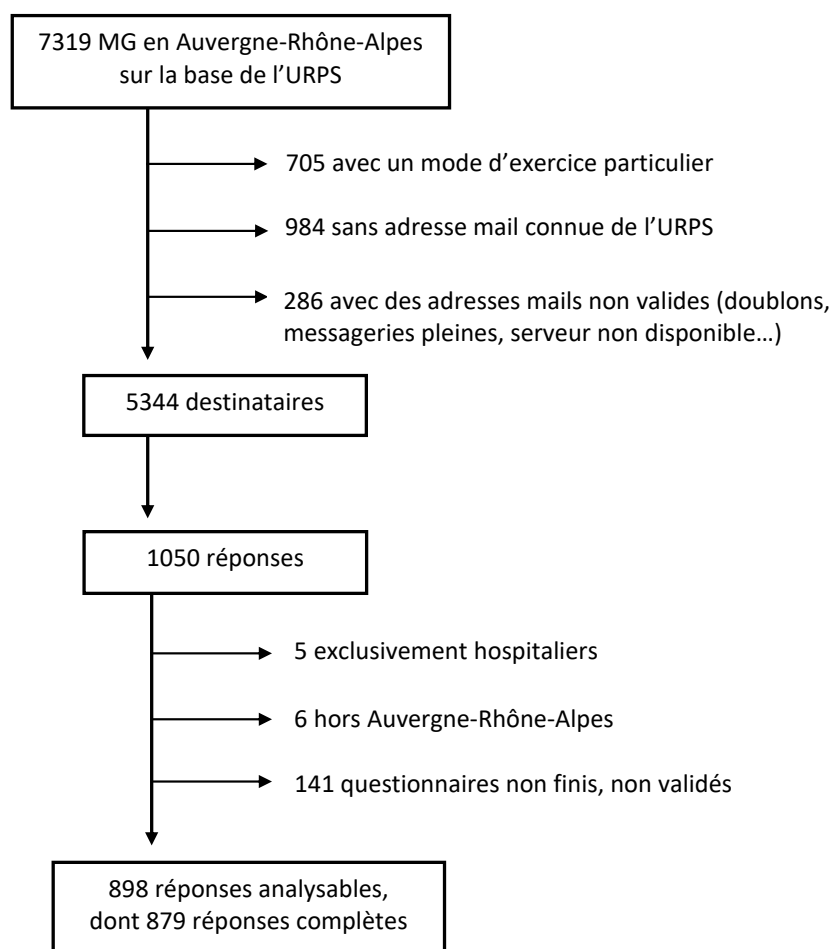 7319 MG en Auvergne-Rhône-Alpes
sur la base de l’URPS
705 avec un mode d’exercice particulier
984 sans adresse mail connue de l’URPS
286 avec des adresses mails non valides (doublons,
messageries pleines, serveur non disponible…)
5344 destinataires
1050 réponses
5 exclusivement hospitaliers
6 hors Auvergne-Rhône-Alpes
141 questionnaires non finis, non validés
898 réponses analysables,
dont 879 réponses complètes